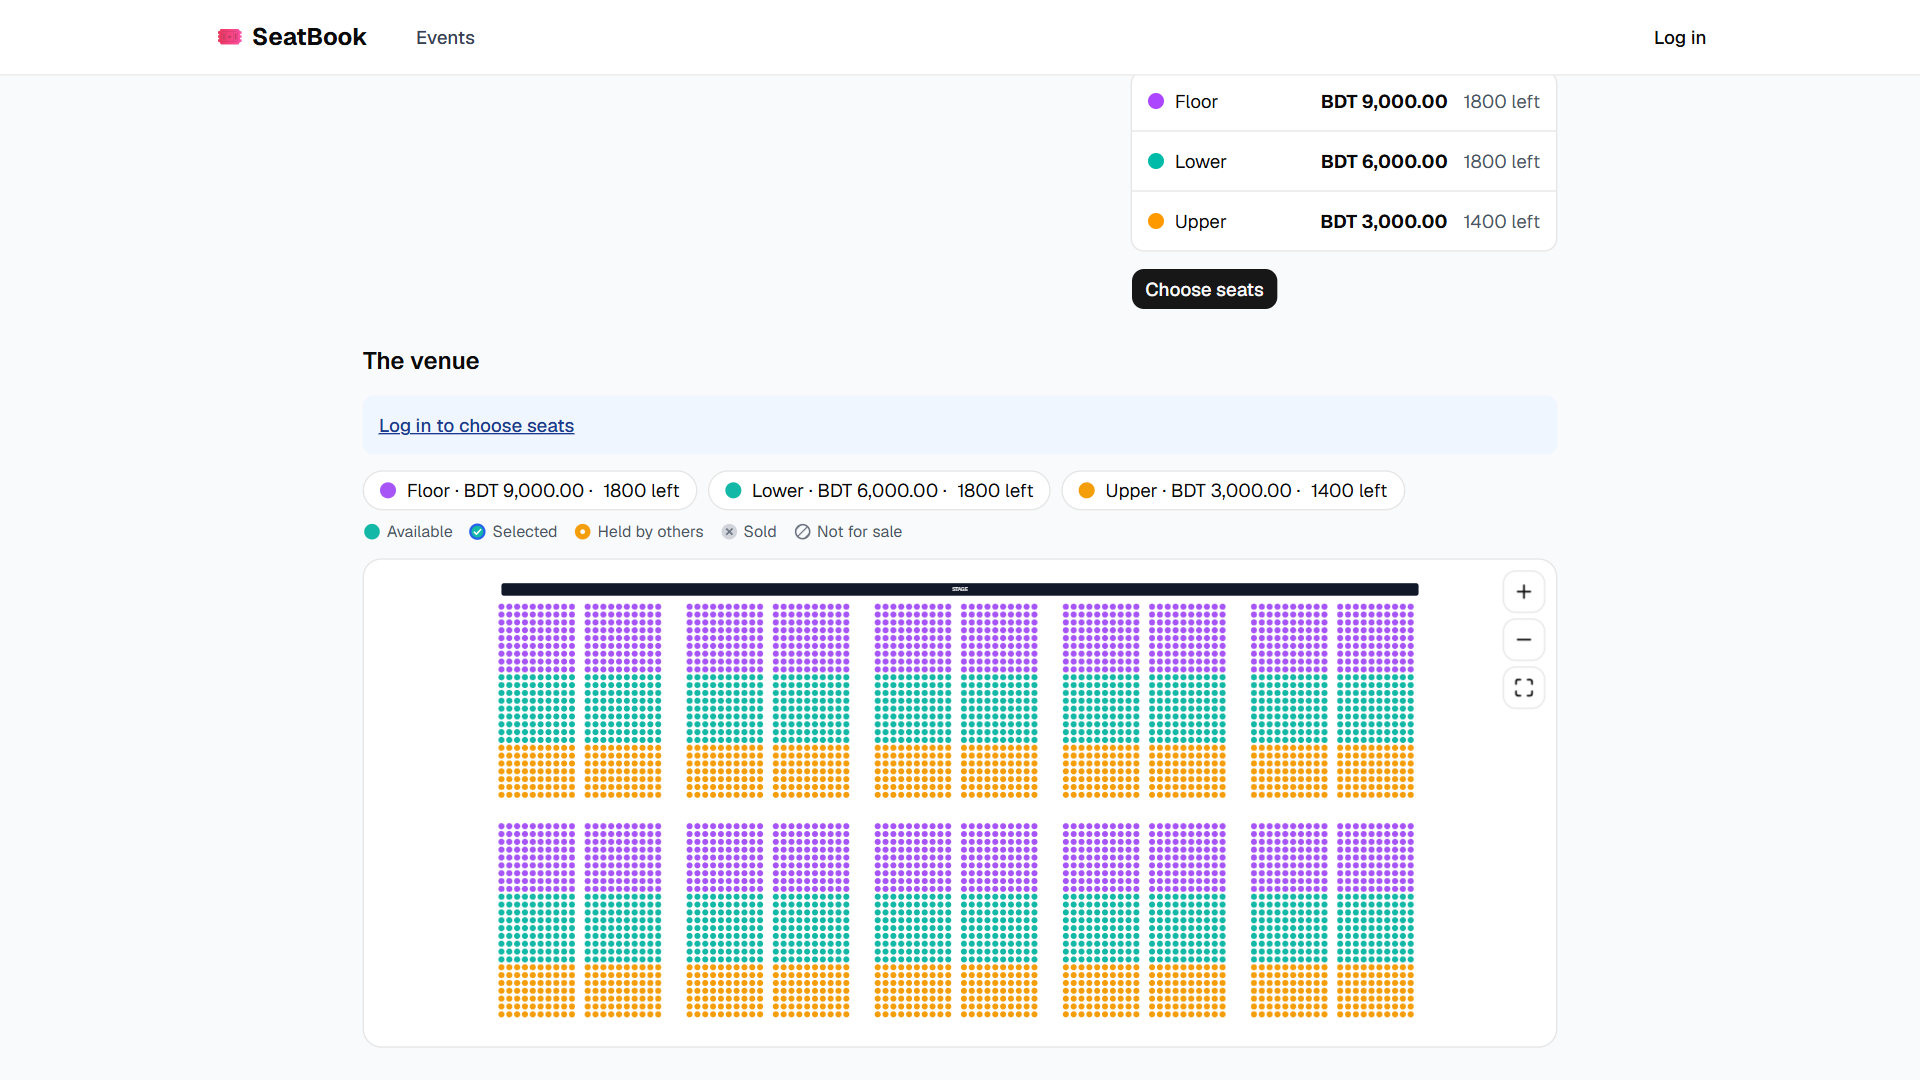 SeatBook Events Log in
Floor BDT 9,000.00 1800 left
Lower BDT 6,000.00 1800 left
Upper BDT 3,000.00 1400 left
Choose seats
The venue
Log in to choose seats
Floor · BDT 9,000.00 · 1800 left Lower · BDT 6,000.00 · 1800 left Upper · BDT 3,000.00 · 1400 left
Available Selected Held by others Sold Not for sale
STAGE